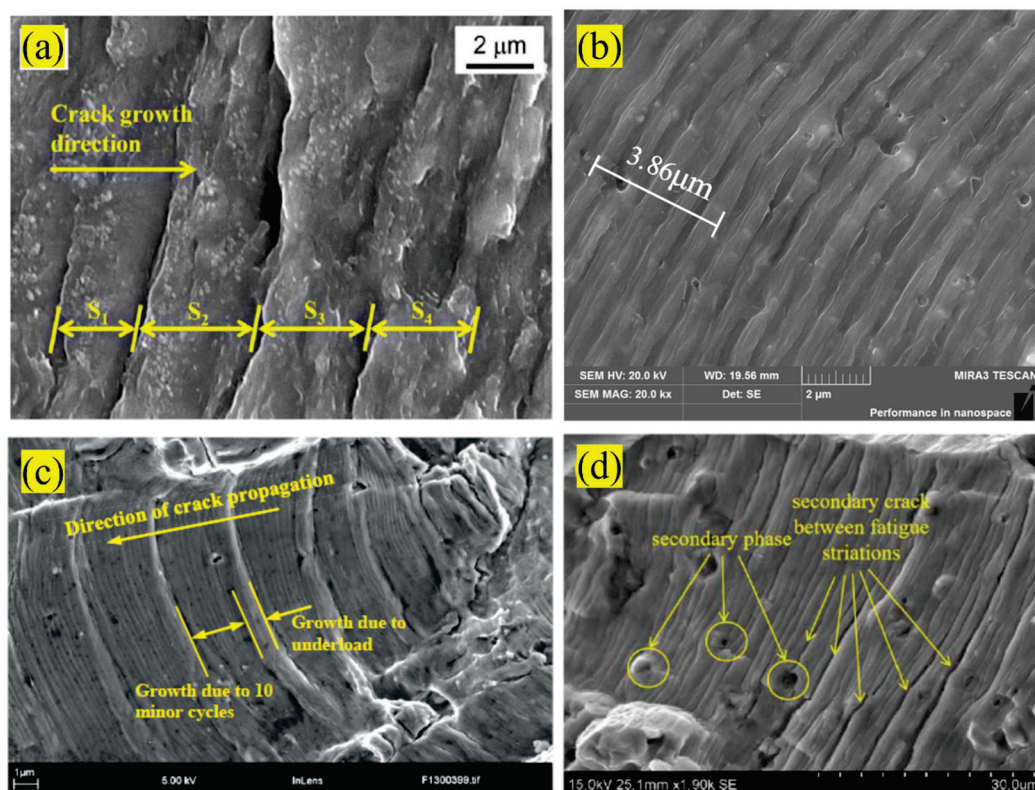 (a)
2 μm
Crack growth
direction
S1
S2
S3
S4
(b)
3.86μm
SEM HV: 20.0 kV
WD: 19.56 mm
MIRA3 TESCAN
SEM MAG: 20.0 kx
Det: SE
2 μm
Performance in nanospace
(c)
Direction of crack propagation
Growth due to
underload
Growth due to 10
minor cycles
1μm
5.00 kV
InLens
F1300399.tif
(d)
secondary phase
secondary crack
between fatigue
striations
15.0kV 25.1mm x1.90k SE
30.0um